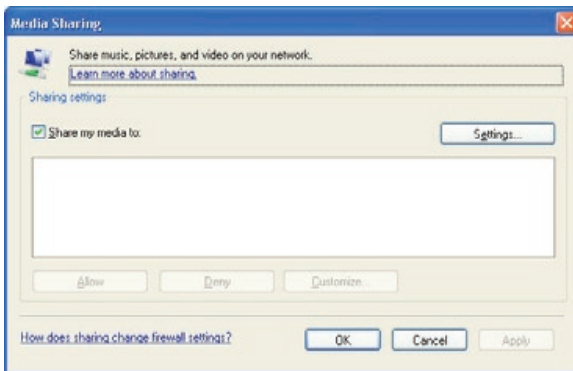 Media Sharing
Share music, pictures, and video on your network.
Learn more about sharing.
Sharing settings
Share my media to:
Settings...
Allow
Deny
Customize...
How does sharing change firewall settings?
OK
Cancel
Apply